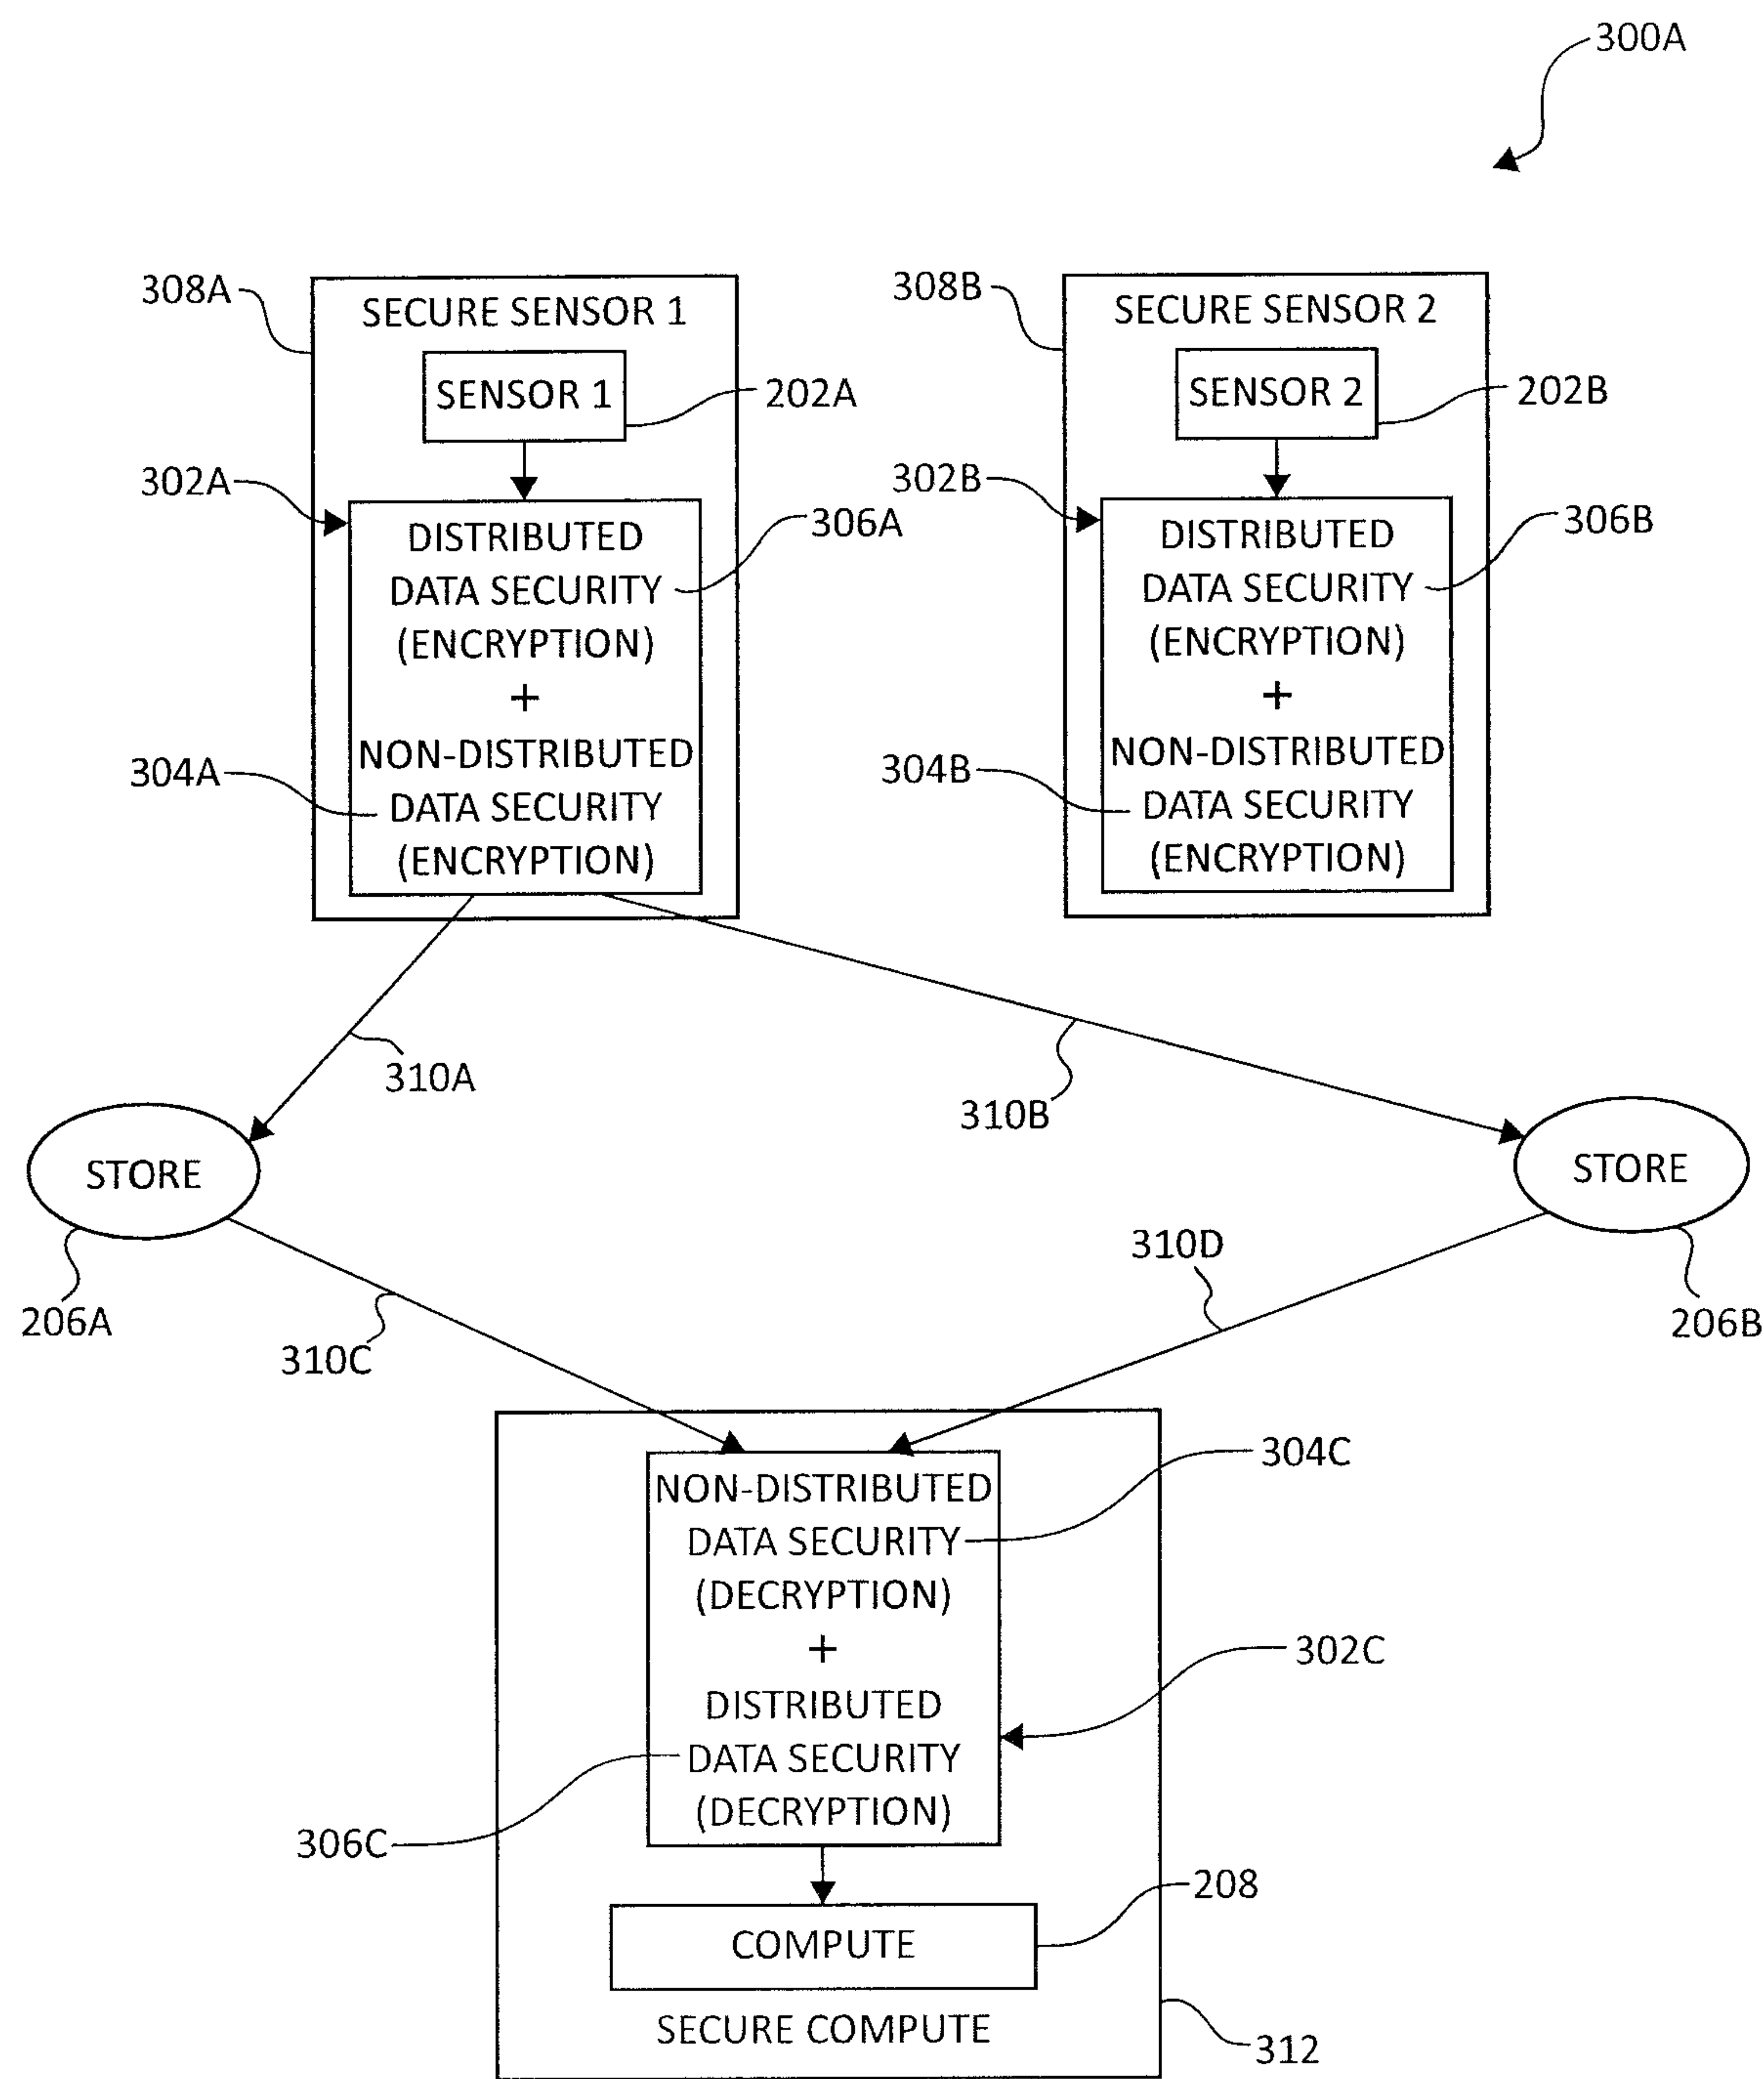 300A
308A
SECURE SENSOR 1
SENSOR 1
202A
302A
DISTRIBUTED
DATA SECURITY
(ENCRYPTION)
+
NON-DISTRIBUTED
DATA SECURITY
(ENCRYPTION)
306A
304A
308B
SECURE SENSOR 2
SENSOR 2
202B
302B
DISTRIBUTED
DATA SECURITY
(ENCRYPTION)
+
NON-DISTRIBUTED
DATA SECURITY
(ENCRYPTION)
306B
304B
310A
310B
STORE
206A
STORE
206B
310C
310D
NON-DISTRIBUTED
DATA SECURITY
(DECRYPTION)
+
DISTRIBUTED
DATA SECURITY
(DECRYPTION)
304C
302C
306C
COMPUTE
208
SECURE COMPUTE
312